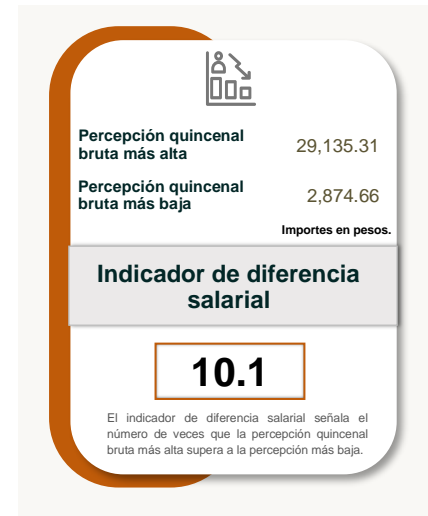 Percepción quincenal
bruta más alta
29,135.31
Percepción quincenal
bruta más baja
2,874.66
Importes en pesos.
Indicador de diferencia
salarial
10.1
El indicador de diferencia salarial señala el
número de veces que la percepción quincenal
bruta más alta supera a la percepción más baja.